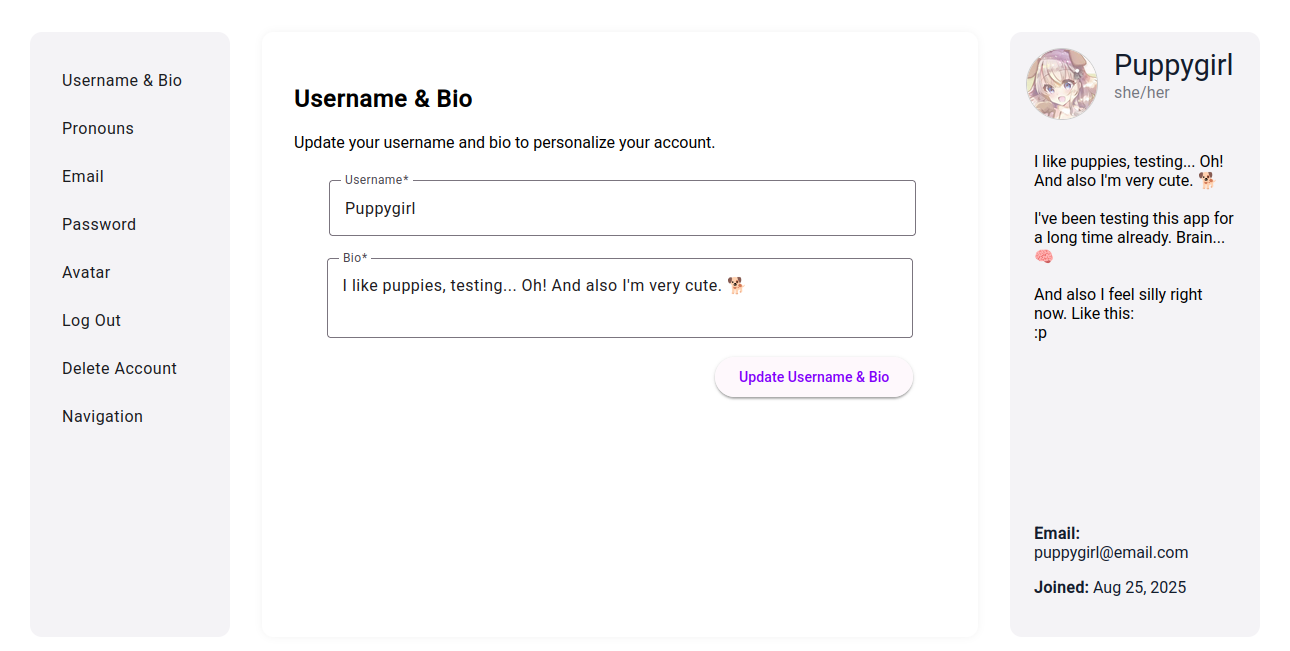 Username & Bio
Pronouns
Email
Password
Avatar
Log Out
Delete Account
Navigation
Username & Bio
Update your username and bio to personalize your account.
Username*
Puppygirl
Bio*
I like puppies, testing... Oh! And also I'm very cute. 🐕
Update Username & Bio
Puppygirl
she/her
I like puppies, testing... Oh!
And also I'm very cute. 🐕
I've been testing this app for
a long time already. Brain...
🧠
And also I feel silly right
now. Like this:
:p
Email:
puppygirl@email.com
Joined: Aug 25, 2025